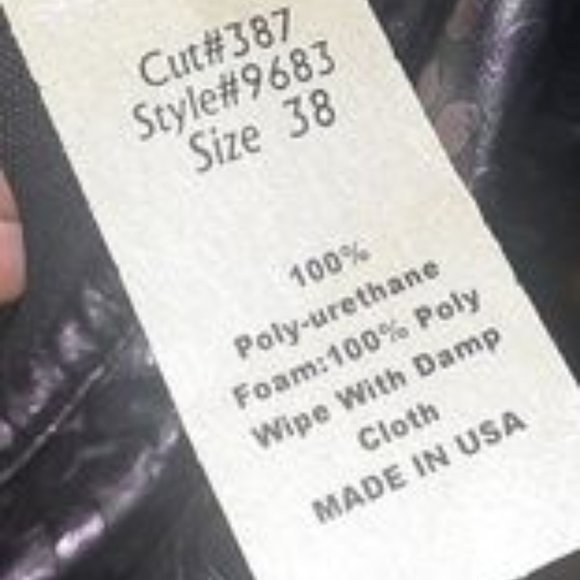 Cut#387
Style#9683
Size 38
100%
Poly-urethane
Foam:100% Poly
Wipe With Damp
Cloth
MADE IN USA